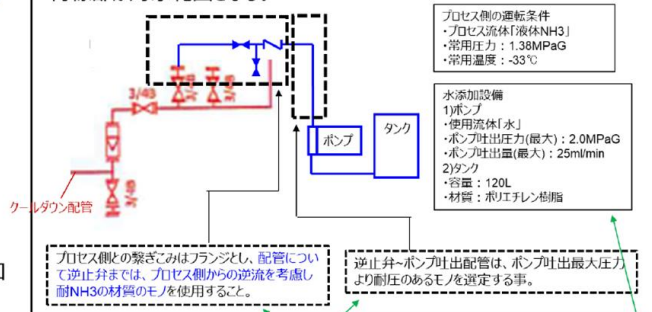 プロセス側の運転条件
・プロセス流体「液体NH3」
・常用圧力：1.38MPaG
・常用温度：-33℃
水添加設備
1)ポンプ
・使用流体「水」
・ポンプ吐出圧力(最大)：2.0MPaG
・ポンプ吐出量(最大)：25ml/min
2)タンク
・容量：120L
・材質：ポリエチレン樹脂
3/4B
3/4B
3/4B
ポンプ
タンク
クールダウン配管
3/4B
プロセス側との繋ぎこみはフランジとし、配管につい
て逆止弁までは、プロセス側からの逆流を考慮し
耐NH3の材質のモノを使用すること。
逆止弁~ポンプ吐出配管は、ポンプ吐出最大圧力
より耐圧のあるモノを選定する事。